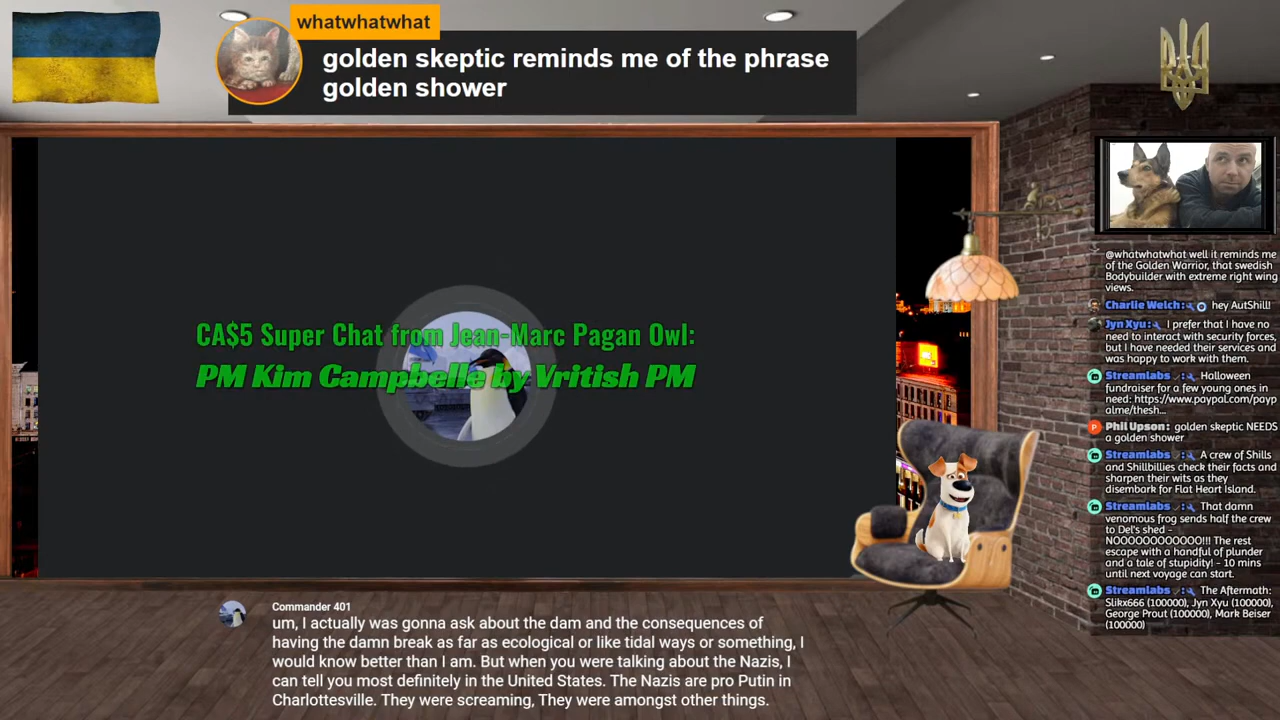 whatwhatwhat
golden skeptic reminds me of the phrase
golden shower
CA$5 Super Chat from Jean-Marc Pagan Owl:
PM Kim Campbelle by Vritish PM
@whatwhatwhat well it reminds me
of the Golden Warrior, that swedish
Bodybuilder with extreme right wing
views.
Charlie Welch: hey AutShill!
Jyn Xyu: I prefer that I have no
need to interact with security forces,
but I have needed their services and
was happy to work with them.
Streamlabs : Halloween
fundraiser for a few young ones in
need: https://www.paypal.com/payp
alme/thesh...
P Phil Upson: golden skeptic NEEDS
a golden shower
Streamlabs : A crew of Shills
and Shillbillies check their facts and
sharpen their wits as they
disembark for Flat Heart Island.
Streamlabs : That damn
venomous frog sends half the crew
to Del's shed -
NOOOOOOOOOOO!!! The rest
escape with a handful of plunder
and a tale of stupidity! - 10 mins
until next voyage can start.
Streamlabs : The Aftermath:
Slikx666 (100000), Jyn Xyu (100000),
George Prout (100000), Mark Beiser
(100000)
Commander 401
um, I actually was gonna ask about the dam and the consequences of
having the damn break as far as ecological or like tidal ways or something, I
would know better than I am. But when you were talking about the Nazis, I
can tell you most definitely in the United States. The Nazis are pro Putin in
Charlottesville. They were screaming, They were amongst other things.